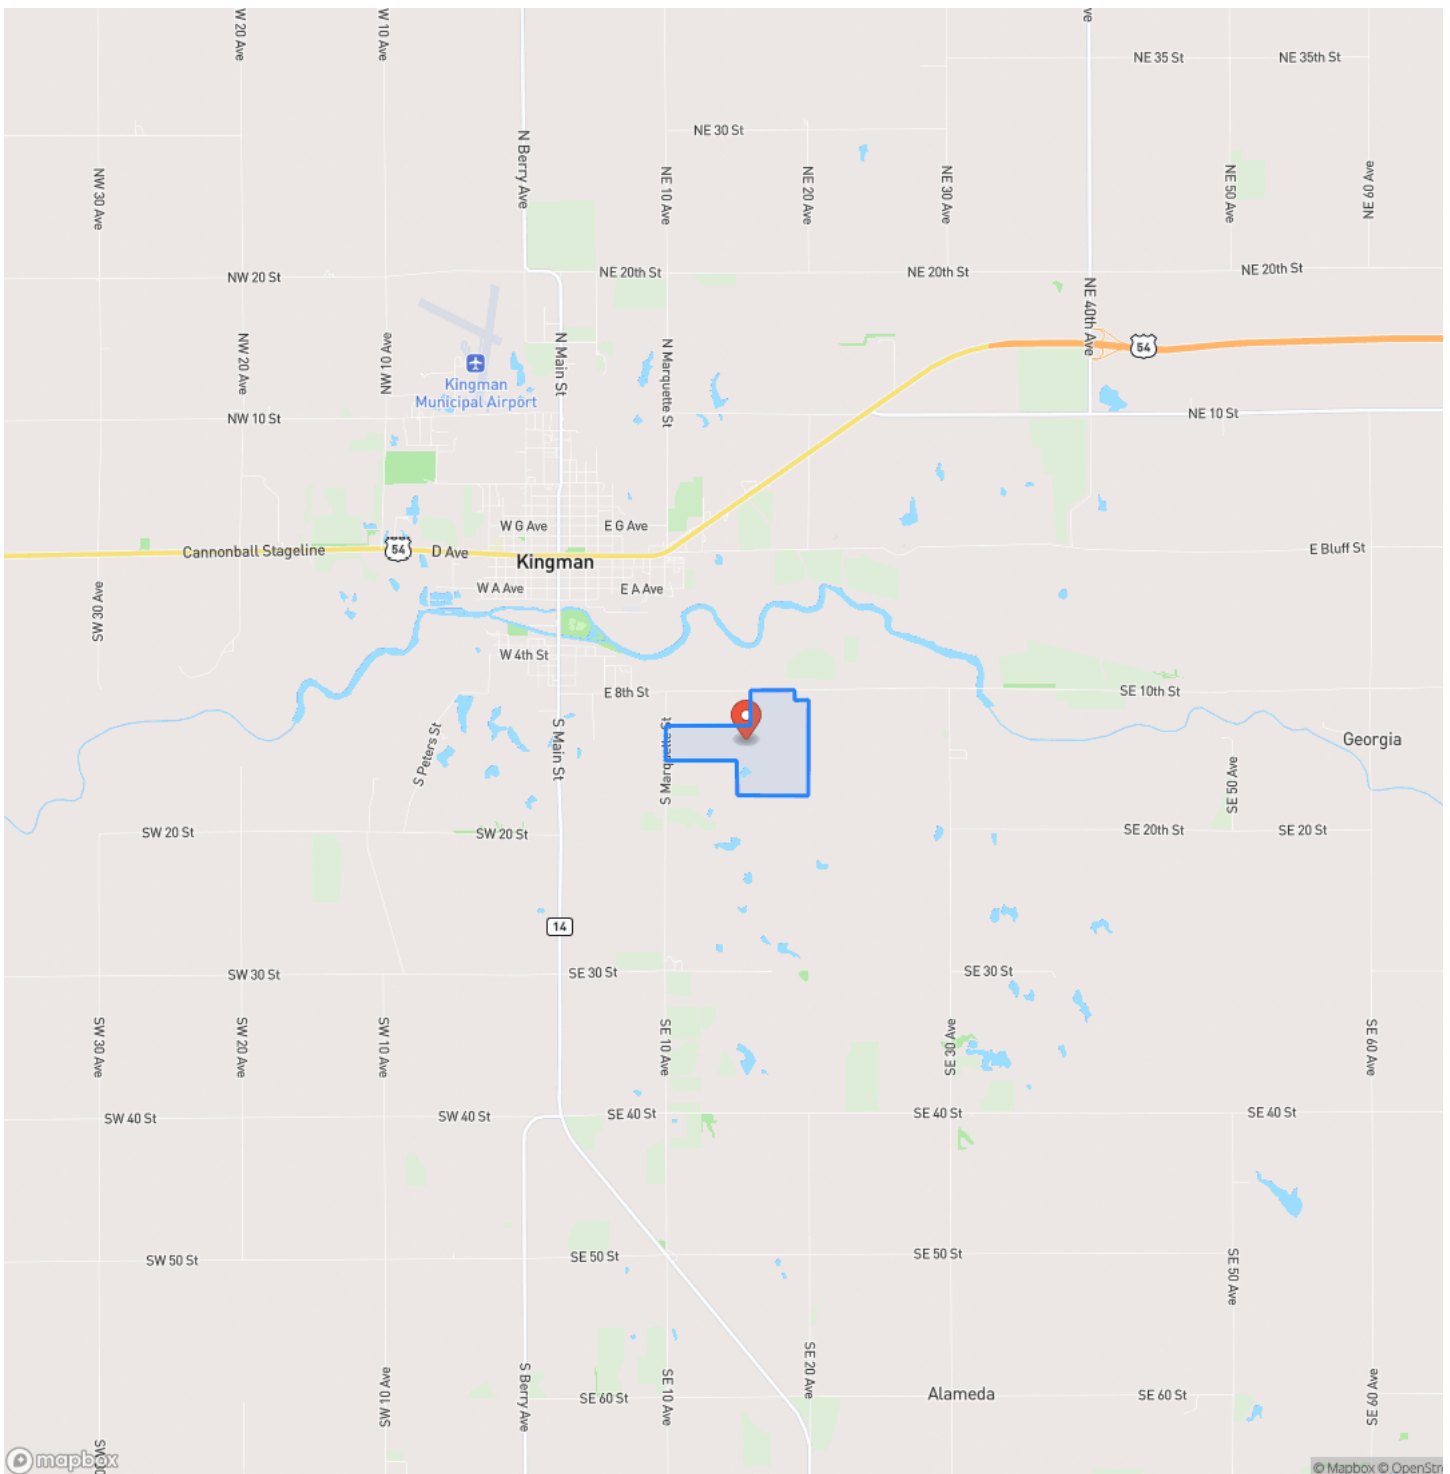 W 20 Ave
W 10 Ave
ve
NE 35 St
NE 35th St
NE 30 St
N Berry Ave
NW 30 Ave
NE 10 Ave
NE 20 Ave
NE 30 Ave
NE 50 Ave
NE 60 Ave
NW 20 St
NE 20th St
NE 20th St
NE 20th St
NW 20 Ave
NW 10 Ave
N Main St
N Marquette St
NE 40th Ave
54
Kingman
Municipal Airport
NW 10 St
NE 10 St
W G Ave
E G Ave
Cannonball Stageline
54
D Ave
Kingman
E Bluff St
W A Ave
E A Ave
SW 30 Ave
W 4th St
E 8th St
SE 10th St
S Peters St
S Main St
S Marquette St
Georgia
SE 50 Ave
SW 20 St
SW 20 St
SE 20th St
SE 20 St
14
SW 30 St
SE 30 St
SE 30 St
SW 30 Ave
SW 20 Ave
SW 10 Ave
SE 10 Ave
SE 30 Ave
SE 60 Ave
SW 40 St
SW 40 St
SE 40 St
SE 40 St
SE 40 St
SW 50 St
SE 50 St
SE 50 St
SE 50 Ave
SW 10 Ave
S Berry Ave
SE 60 St
SE 10 Ave
SE 20 Ave
Alameda
SE 60 St
SE 60 Ave
mapbox
© Mapbox © OpenStr